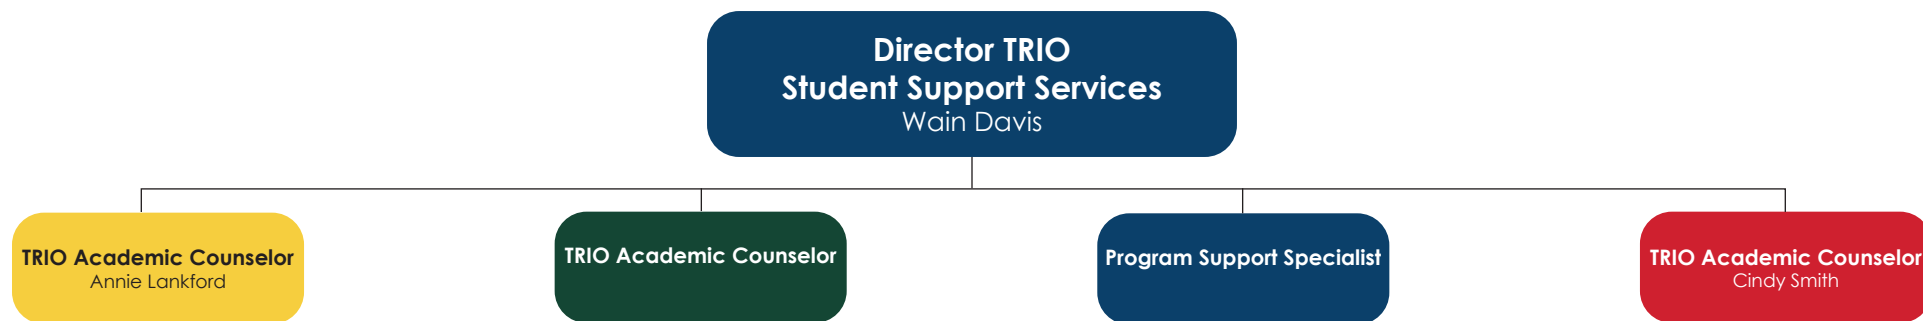 Director TRIO
Student Support Services
Wain Davis
TRIO Academic Counselor
Annie Lankford
TRIO Academic Counselor
Program Support Specialist
TRIO Academic Counselor
Cindy Smith